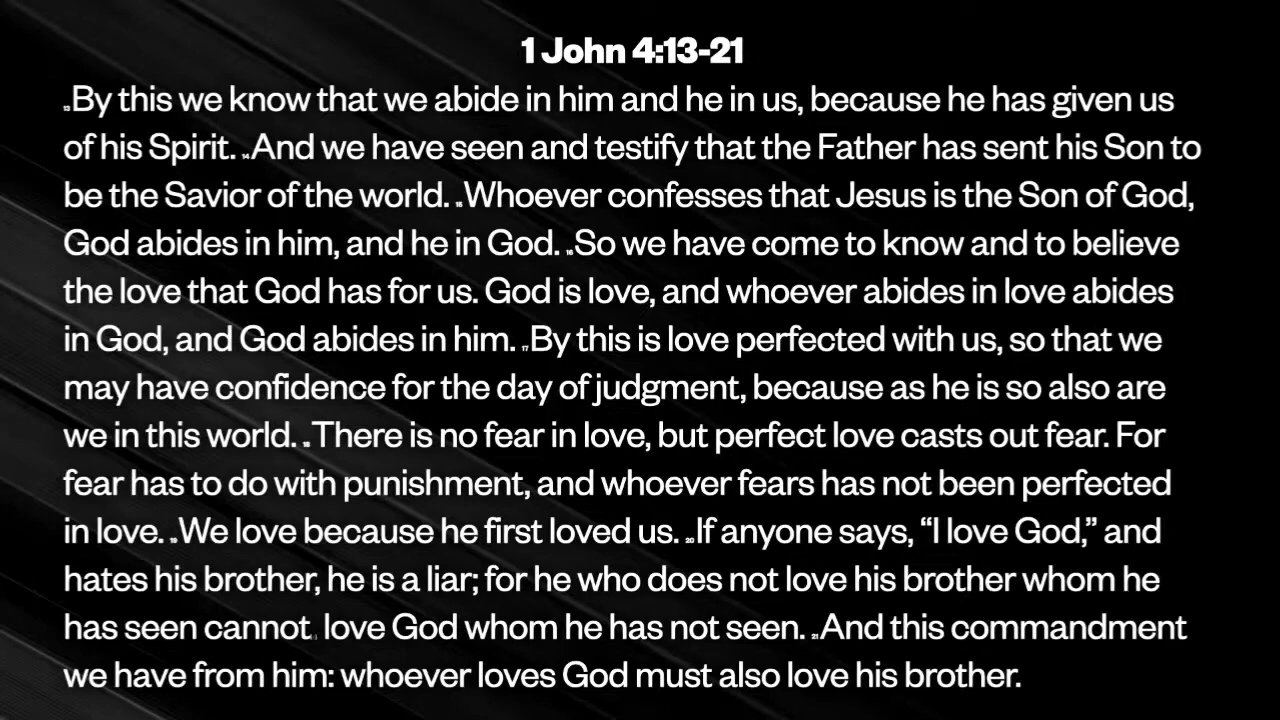 1 John 4:13-21
13By this we know that we abide in him and he in us, because he has given us
of his Spirit. 14And we have seen and testify that the Father has sent his Son to
be the Savior of the world. 15Whoever confesses that Jesus is the Son of God,
God abides in him, and he in God. 16So we have come to know and to believe
the love that God has for us. God is love, and whoever abides in love abides
in God, and God abides in him. 17By this is love perfected with us, so that we
may have confidence for the day of judgment, because as he is so also are
we in this world. 18There is no fear in love, but perfect love casts out fear. For
fear has to do with punishment, and whoever fears has not been perfected
in love. 19We love because he first loved us. 20If anyone says, “I love God,” and
hates his brother, he is a liar; for he who does not love his brother whom he
has seen cannot love God whom he has not seen. 21And this commandment
we have from him: whoever loves God must also love his brother.